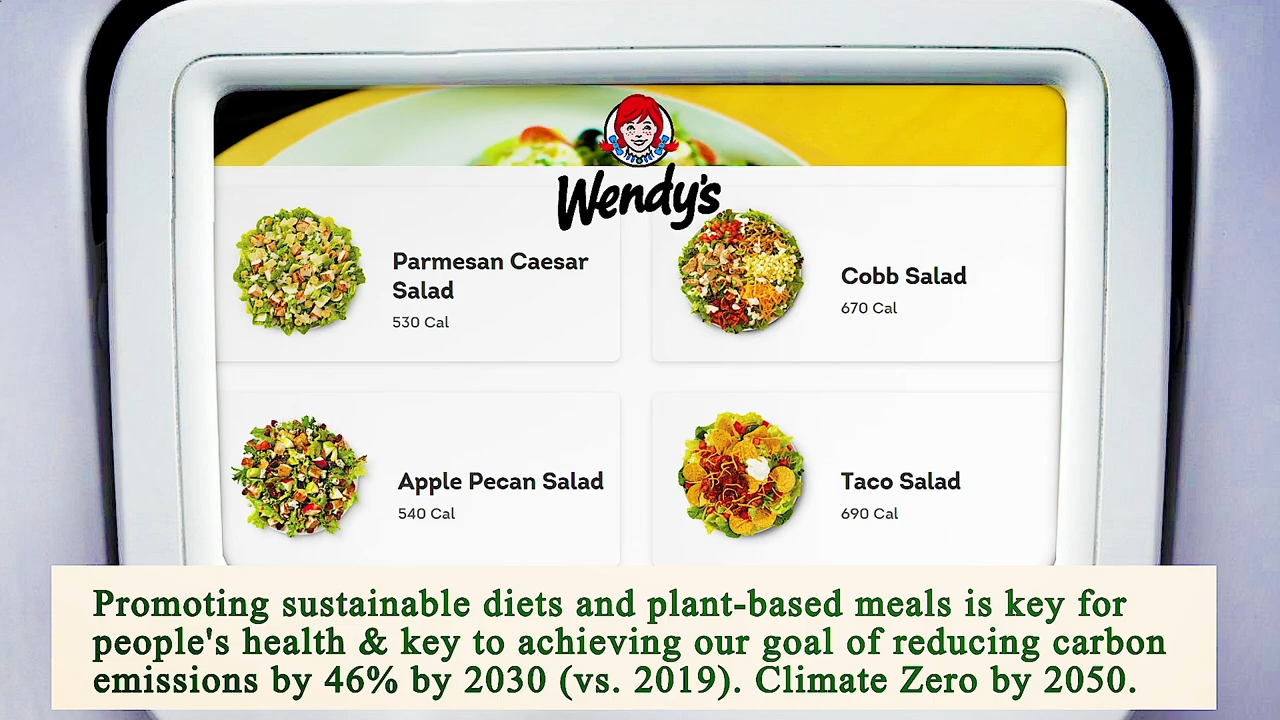 Wendy's
Parmesan Caesar
Salad
530 Cal
Cobb Salad
670 Cal
Apple Pecan Salad
540 Cal
Taco Salad
690 Cal
Promoting sustainable diets and plant-based meals is key for
people's health & key to achieving our goal of reducing carbon
emissions by 46% by 2030 (vs. 2019). Climate Zero by 2050.